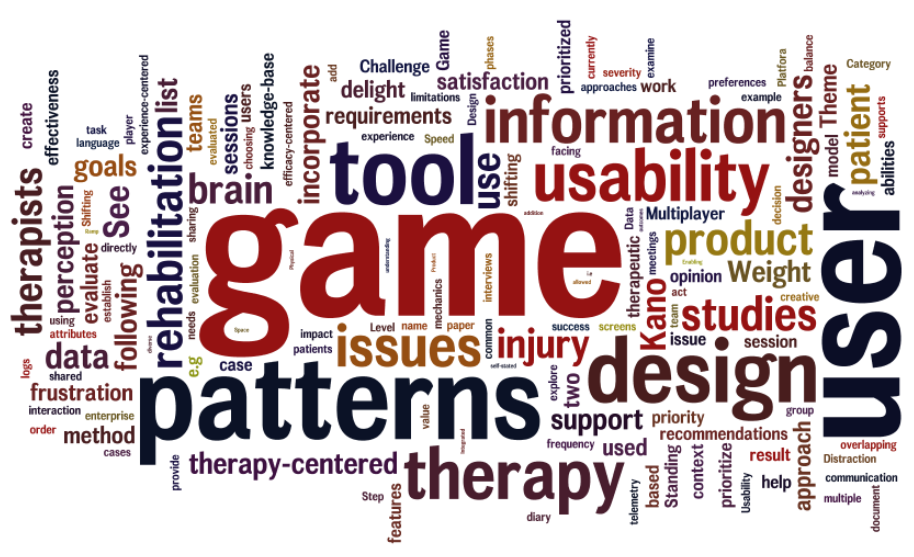 game
user
patterns
design
therapy
tool
information
usability
issues
product
studies
injury
rehabilitation
list
brain
use
therapists
designers
patient
support
therapy-centered
data
Kano
Weight
See
goals
teams
sessions
users
choosing
knowledge-base
efficacy-centered
incorporate
add
Challenge
delight
limitations
requirements
experience
Speed
Game
satisfaction
Design
phases
prioritized
approaches
currently
severity
work
examine
preferences
example
Platfora
balance
Theme
model
Category
supports
abilities
analyzing
decision
facing
shifting
addition
Data
outcomes
Multiplayer
meetings
therapeutic
Enabling
opinion
act
team
creative
issue
session
screens
success
i.e
allowed
interviews
Product
mechanics
understanding
Physical
Space
impact
Level
name
paper
common
patients
self-stated
case
e.g
needs
evaluation
sharing
evaluated
experience-centered
player
language
task
effectiveness
create
perception
Shifting
evaluate
establish
directly
following
using
attributes
diverse
logs
shared
frustration
interaction
enterprise
order
method
cases
provide
value
Integrated
Step
features
diary
explore
two
frequency
used
telemetry
based
priority
recommendations
Standing
context
prioritize
Usability
result
help
approach
group
overlapping
Distraction
communication
multiple
document